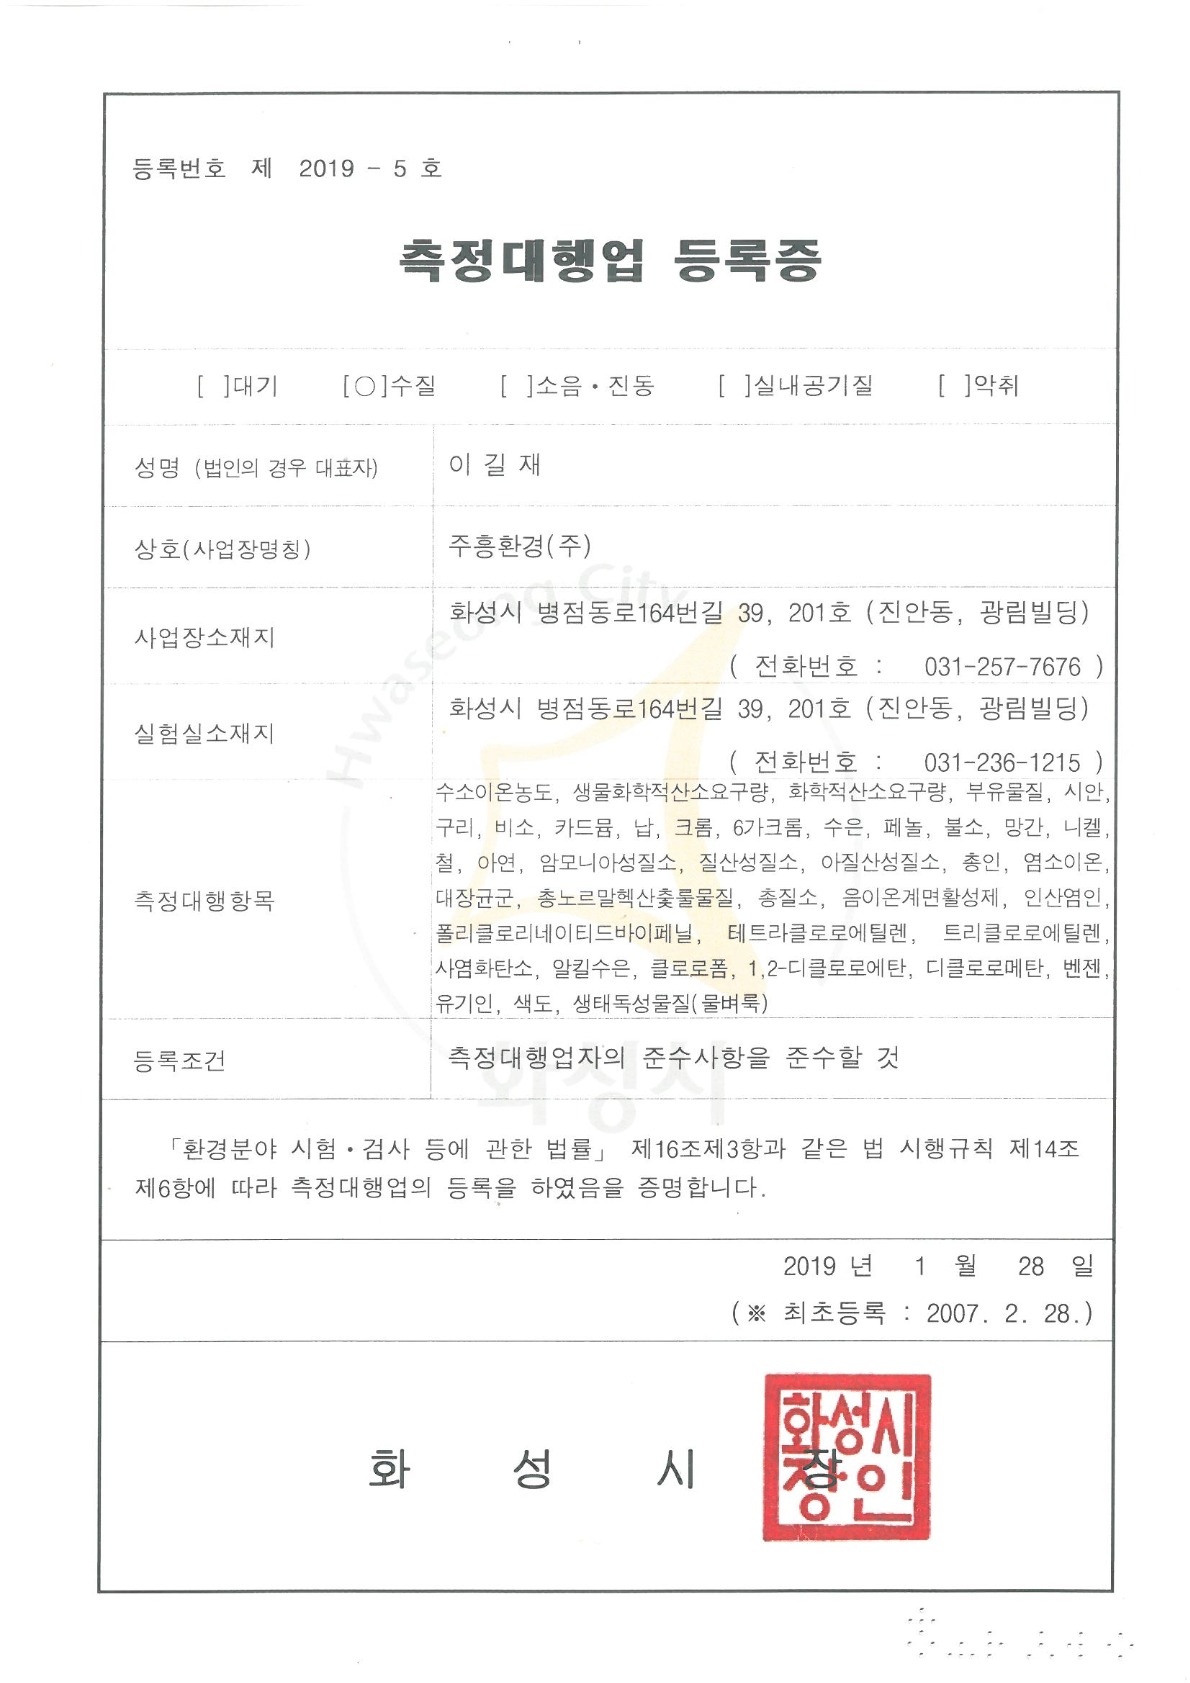 등록번호 제 2019 - 5 호
측정대행업 등록증
[ ]대기 [○]수질 [ ]소음·진동 [ ]실내공기질 [ ]악취
성명 (법인의 경우 대표자) 이 길 재
상호(사업장명칭) 주흥환경(주)
Hwaseong City
사업장소재지 화성시 병점동로164번길 39, 201호 (진안동, 광림빌딩)
( 전화번호 : 031-257-7676 )
실험실소재지 화성시 병점동로164번길 39, 201호 (진안동, 광림빌딩)
( 전화번호 : 031-236-1215 )
측정대행항목
수소이온농도, 생물화학적산소요구량, 화학적산소요구량, 부유물질, 시안,
구리, 비소, 카드뮴, 납, 크롬, 6가크롬, 수은, 페놀, 불소, 망간, 니켈,
철, 아연, 암모니아성질소, 질산성질소, 아질산성질소, 총인, 염소이온,
대장균군, 총노르말헥산춫룰물질, 총질소, 음이온계면활성제, 인산염인,
폴리클로리네이티드바이페닐, 테트라클로로에틸렌, 트리클로로에틸렌,
사염화탄소, 알킬수은, 클로로폼, 1,2-디클로로에탄, 디클로로메탄, 벤젠,
유기인, 색도, 생태독성물질(물벼룩)
등록조건 측정대행업자의 준수사항을 준수할 것
화성시
「환경분야 시험·검사 등에 관한 법률」 제16조제3항과 같은 법 시행규칙 제14조
제6항에 따라 측정대행업의 등록을 하였음을 증명합니다.
2019 년 1 월 28 일
(※ 최초등록 : 2007. 2. 28.)
화 성 시 장
화성시
장인